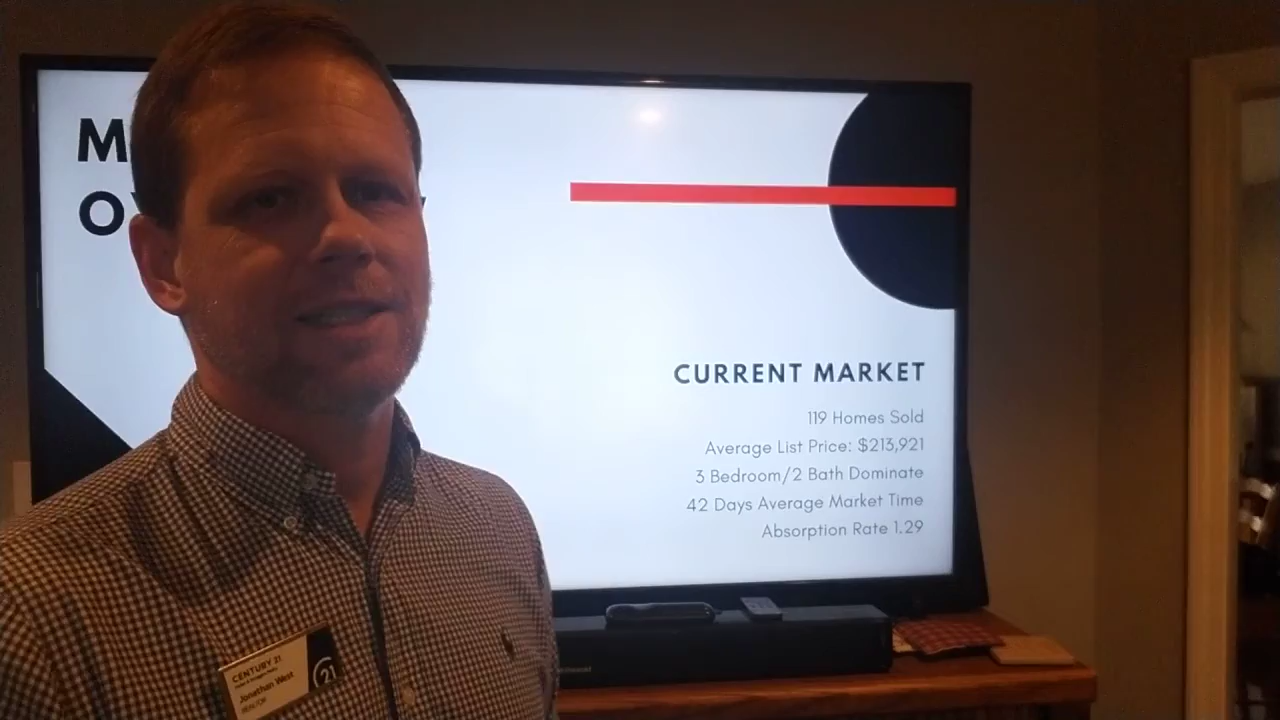 M
O
CURRENT MARKET
119 Homes Sold
Average List Price: $213,921
3 Bedroom/2 Bath Dominate
42 Days Average Market Time
Absorption Rate 1.29
CENTURY 21
21
Jonathan West
REALTOR